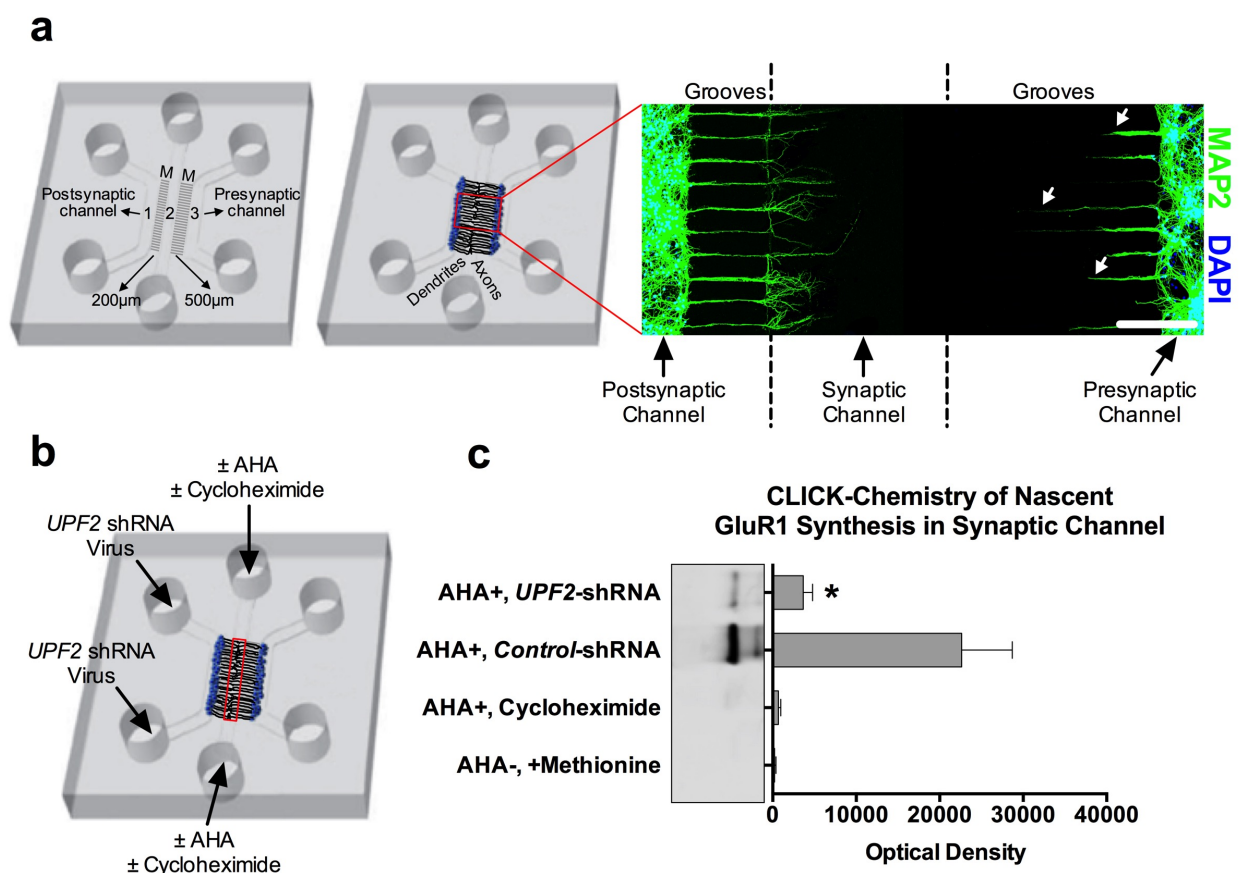 a
Grooves
Grooves
M M
Postsynaptic
channel
1 2 3
Presynaptic
channel
200µm
500µm
Dendrites
Axons
MAP2 DAPI
Postsynaptic
Channel
Synaptic
Channel
Presynaptic
Channel
b
± AHA
± Cycloheximide
UPF2 shRNA
Virus
UPF2 shRNA
Virus
± AHA
± Cycloheximide
c
CLICK-Chemistry of Nascent
GluR1 Synthesis in Synaptic Channel
AHA+, UPF2-shRNA
*
AHA+, Control-shRNA
AHA+, Cycloheximide
AHA-, +Methionine
0 10000 20000 30000 40000
Optical Density